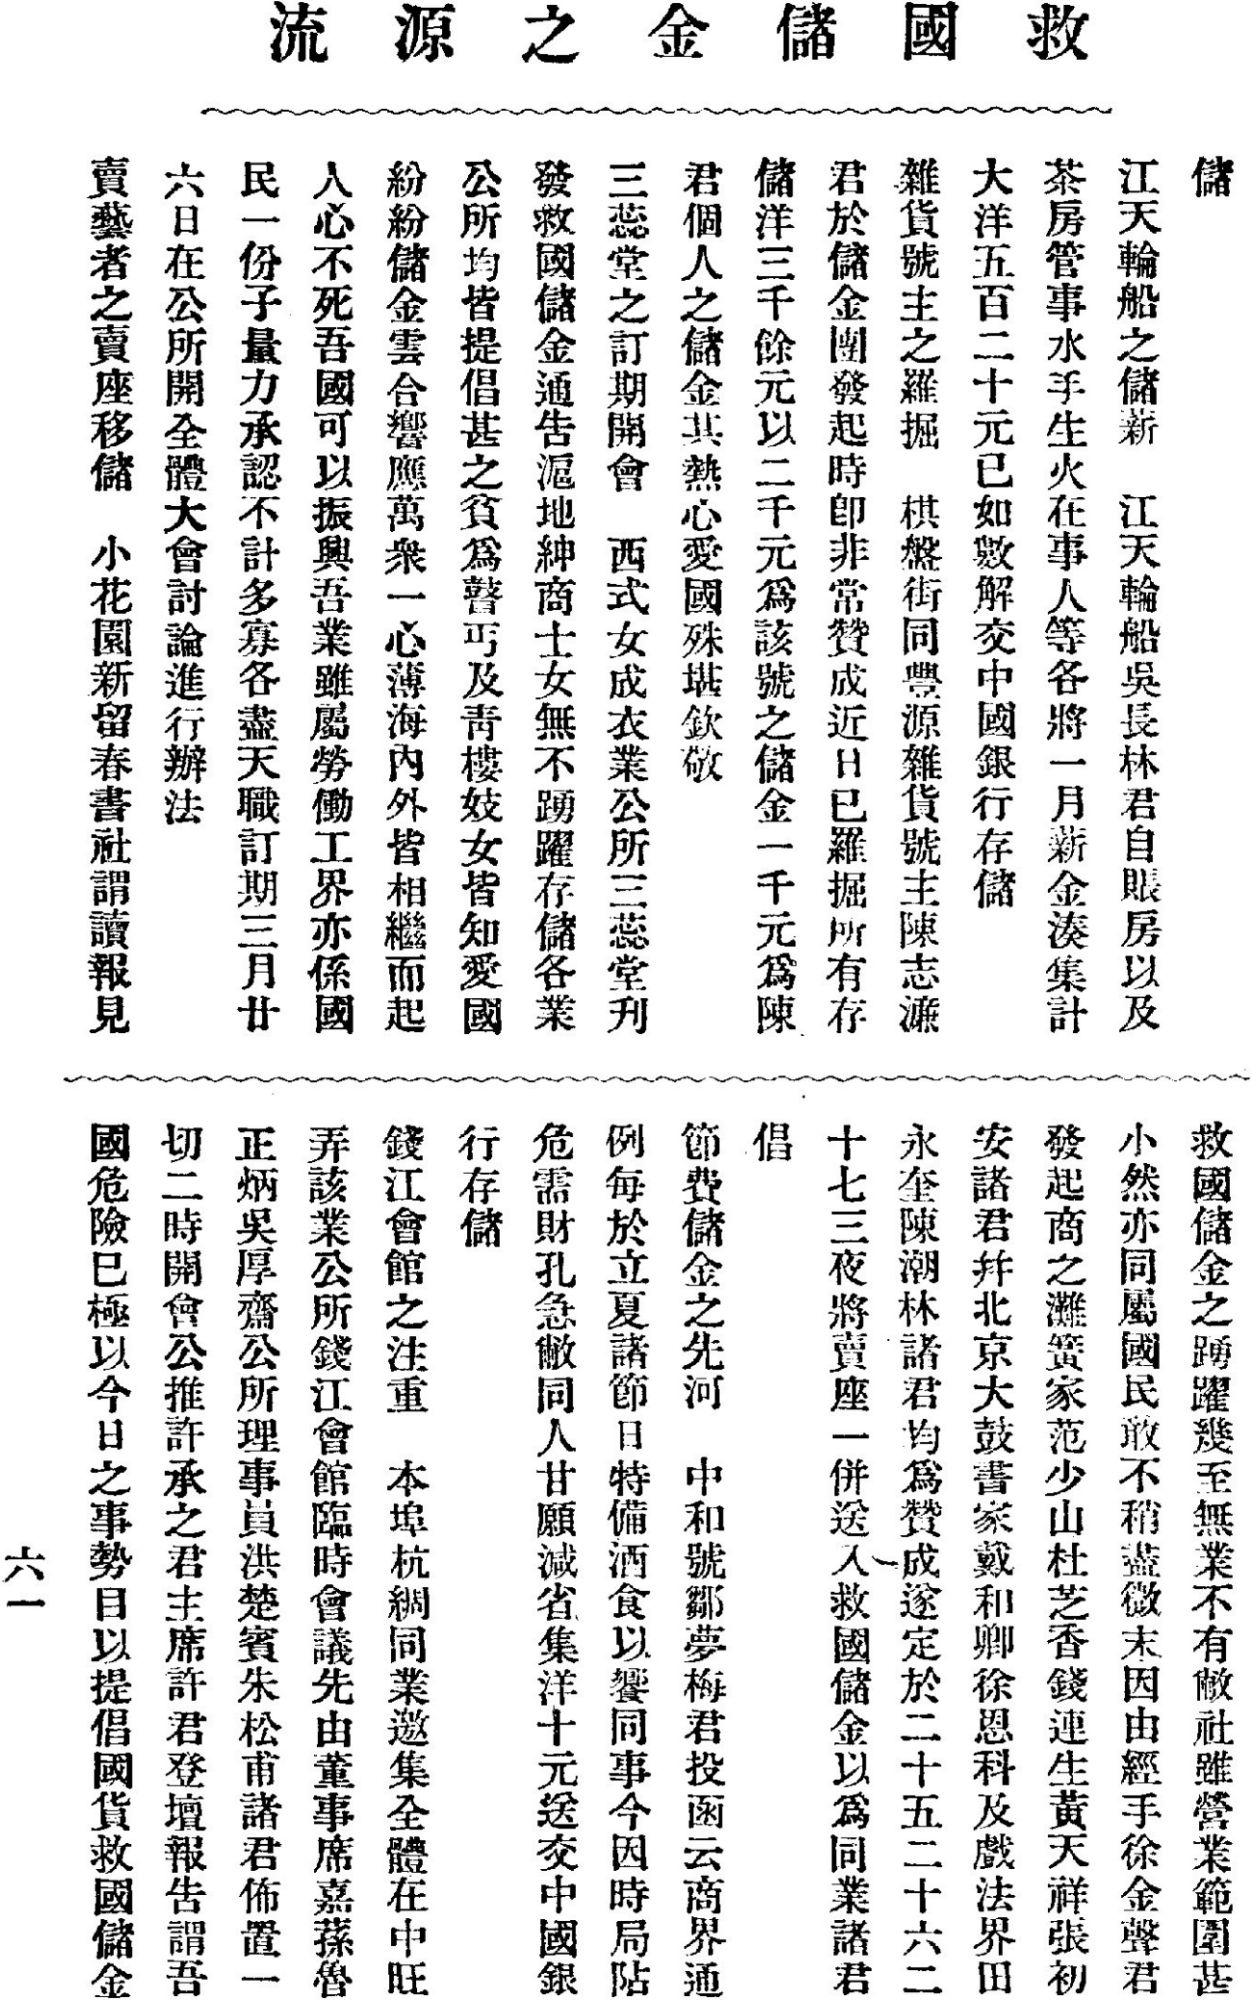 救國儲金之源流
儲
江天輪船之儲薪　江天輪船吳長林君自賬房以及
茶房管事水手生火在事人等各將一月薪金湊集計
大洋五百二十元已如數解交中國銀行存儲
雜貨號主之羅掘　棋盤街同豐源雜貨號主陳志濂
君於儲金團發起時卽非常贊成近日已羅掘所有存
儲洋三千餘元以二千元爲該號之儲金一千元爲陳
君個人之儲金其熱心愛國殊堪欽敬
三蕊堂之訂期開會　西式女成衣業公所三蕊堂刋
發救國儲金通告滬地紳商士女無不踴躍存儲各業
公所均皆提倡甚之貧爲瞽丐及靑樓妓女皆知愛國
紛紛儲金雲合響應萬衆一心薄海內外皆相繼而起
人心不死吾國可以振興吾業雖屬勞働工界亦係國
民一份子量力承認不計多寡各盡天職訂期三月廿
六日在公所開全體大會討論進行辦法
賣藝者之賣座移儲　小花園新留春書社謂讀報見
救國儲金之踴躍幾至無業不有敝社雖營業範圍甚
小然亦同屬國民敢不稍盡微末因由經手徐金聲君
發起商之灘簧家范少山杜芝香錢連生黃天祥張初
安諸君幷北京大鼓書家戴和卿徐恩科及戲法界田
永奎陳潮林諸君均爲贊成遂定於二十五二十六二
十七三夜將賣座一併送入救國儲金以爲同業諸君
倡
節費儲金之先河　中和號鄒夢梅君投函云商界通
例每於立夏諸節日特備酒食以饗同事今因時局阽
危需財孔急敝同人甘願減省集洋十元送交中國銀
行存儲
錢江會館之注重　本埠杭綢同業邀集全體在中旺
弄該業公所錢江會館臨時會議先由董事席嘉蓀魯
正炳吳厚齋公所理事員洪楚賓朱松甫諸君佈置一
切二時開會公推許承之君主席許君登壇報告謂吾
國危險已極以今日之事勢目以提倡國貨救國儲金
六一